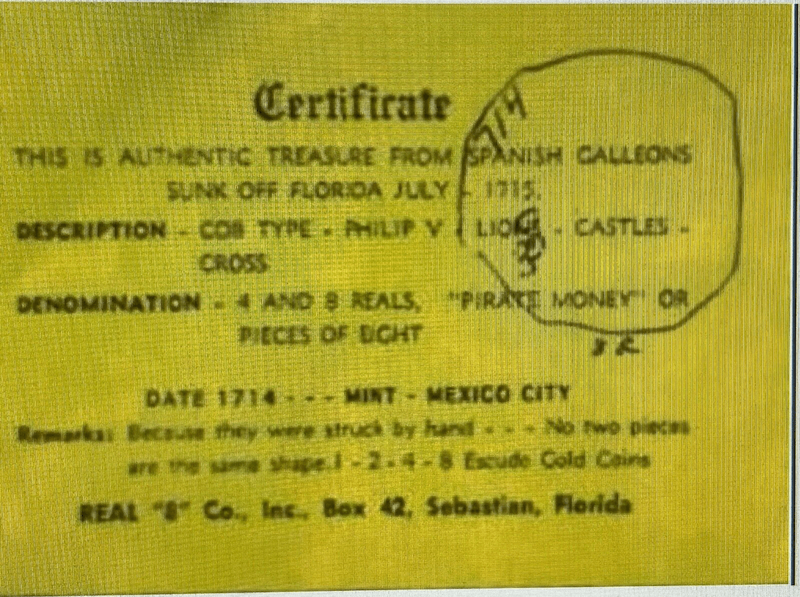 Certificate
THIS IS AUTHENTIC TREASURE FROM SPANISH GALLEONS
SUNK OFF FLORIDA JULY - 1715.
DESCRIPTION - COB TYPE - PHILIP V - LIONS - CASTLES -
CROSS
DENOMINATION - 4 AND 8 REALS, "PIRATE MONEY" OR
PIECES OF EIGHT
DATE 1714 - - - MINT - MEXICO CITY
Remarks: Because they were struck by hand - - - No two pieces
are the same shape.1 - 2 - 4 - 8 Escudo Gold Coins
REAL "8" Co., Inc., Box 42, Sebastian, Florida
714
8 R